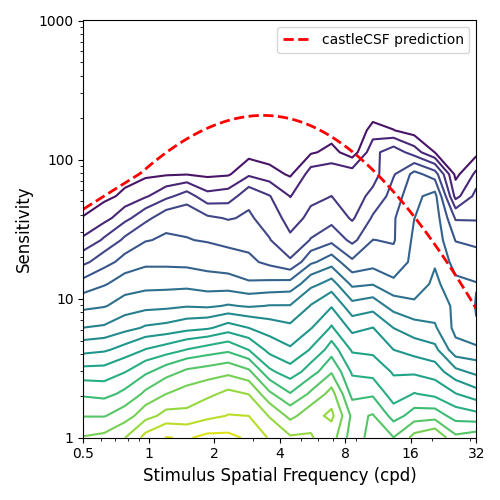 1000
castleCSF prediction
100
Sensitivity
10
1
0.5 1 2 4 8 16 32
Stimulus Spatial Frequency (cpd)